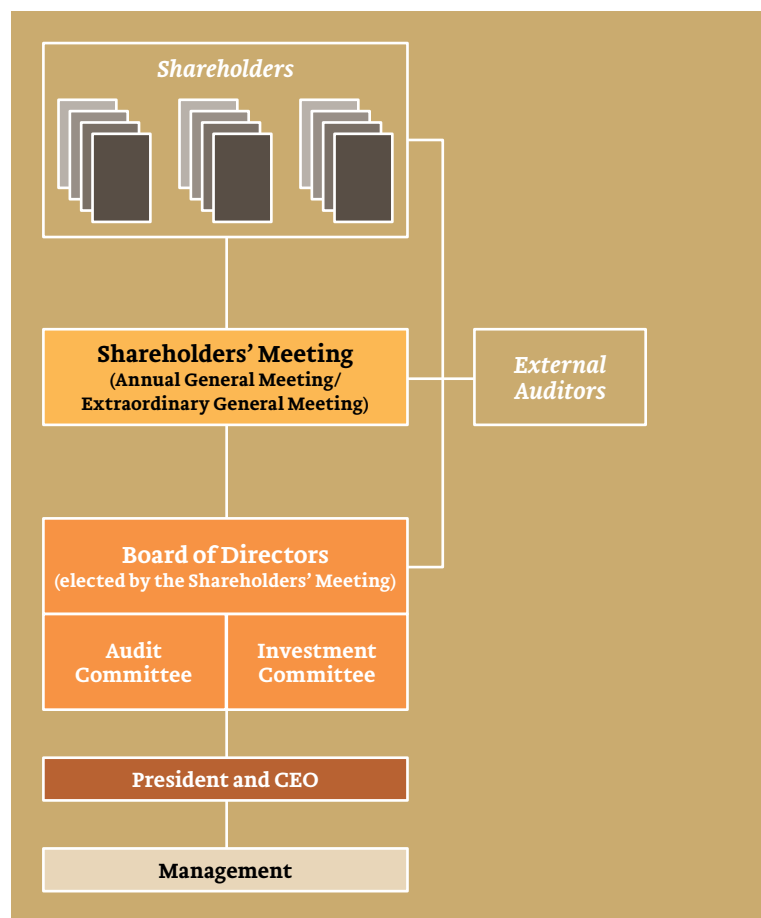 Shareholders
Shareholders’ Meeting
(Annual General Meeting/
Extraordinary General Meeting)
External
Auditors
Board of Directors
(elected by the Shareholders’ Meeting)
Audit
Committee
Investment
Committee
President and CEO
Management